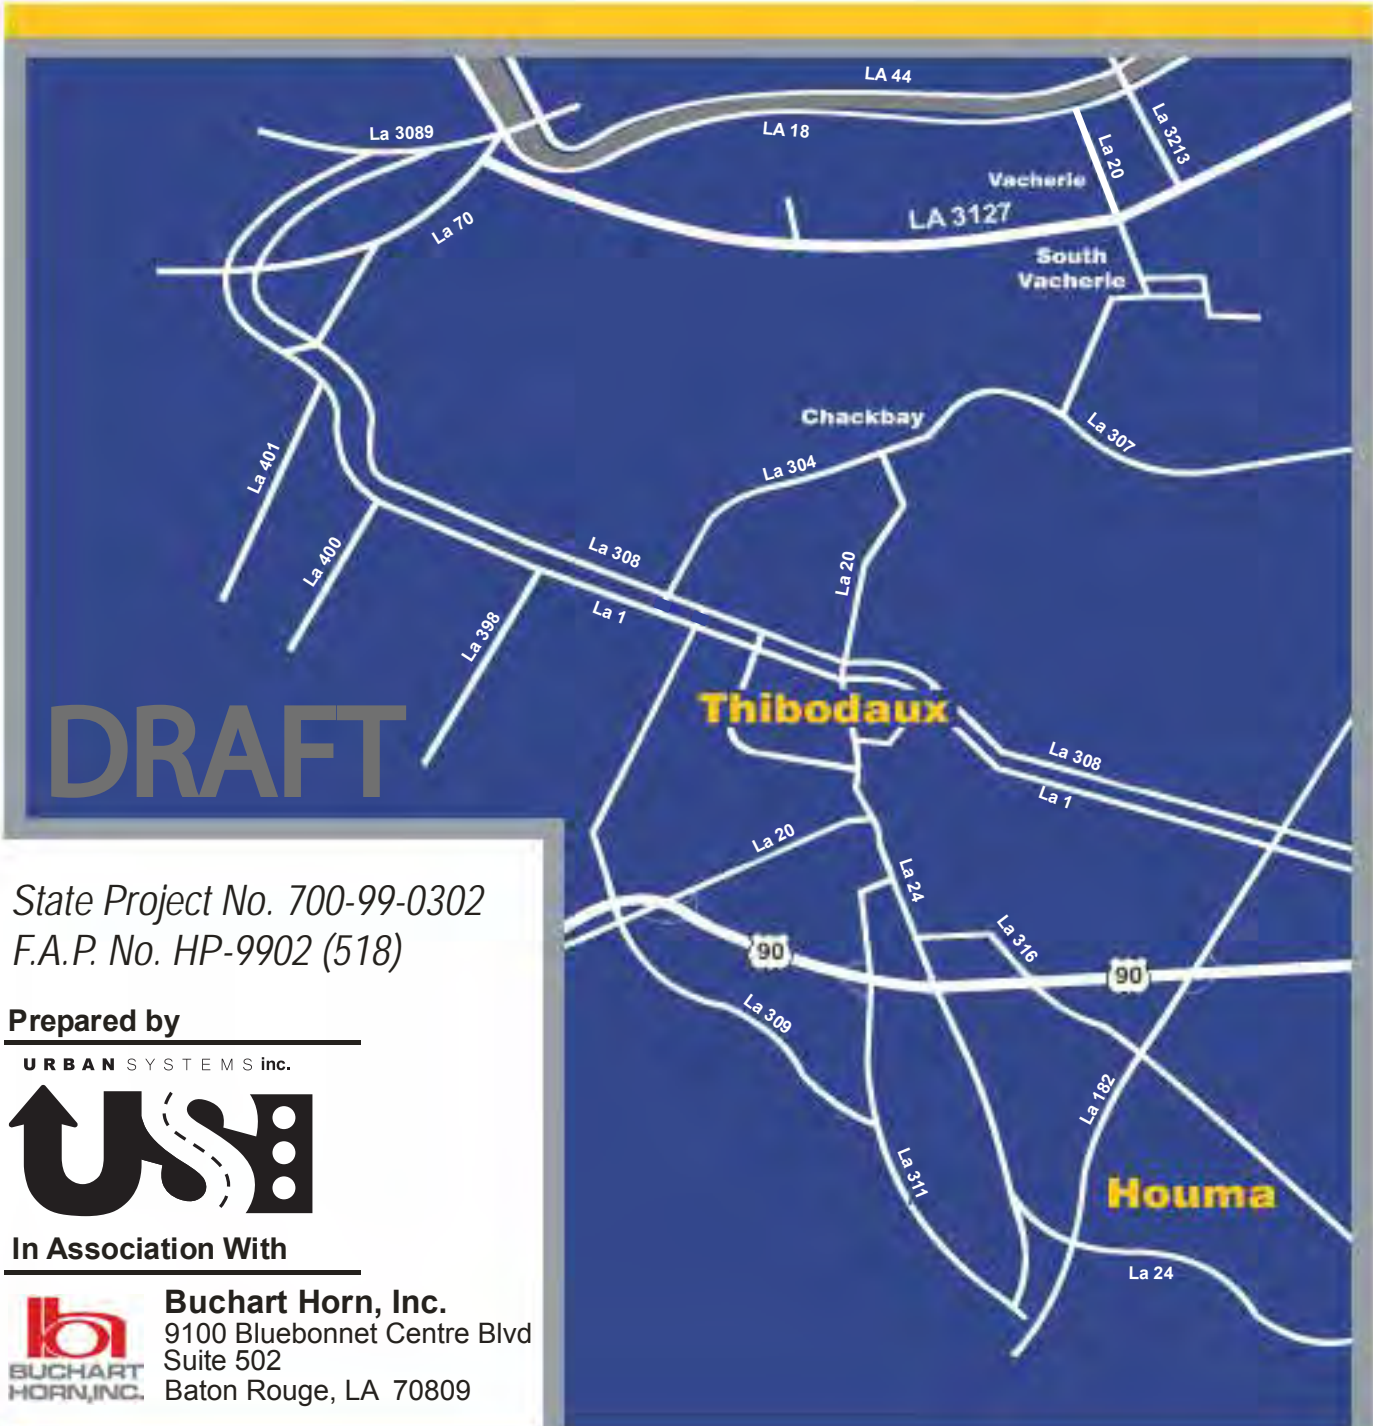 LA 44
La 3089
LA 18
La 3213
La 20
Vacherie
LA 3127
La 70
South
Vacherie
Chackbay
La 307
La 401
La 304
La 400
La 308
La 20
La 1
La 398
Thibodaux
DRAFT
La 308
La 1
La 20
La 24
La 316
90
90
La 309
La 182
La 311
Houma
La 24
State Project No. 700-99-0302
F.A.P. No. HP-9902 (518)
Prepared by
URBAN SYSTEMS inc.
USI
In Association With
Buchart Horn, Inc.
9100 Bluebonnet Centre Blvd
Suite 502
Baton Rouge, LA 70809
bh
BUCHART
HORN,INC.